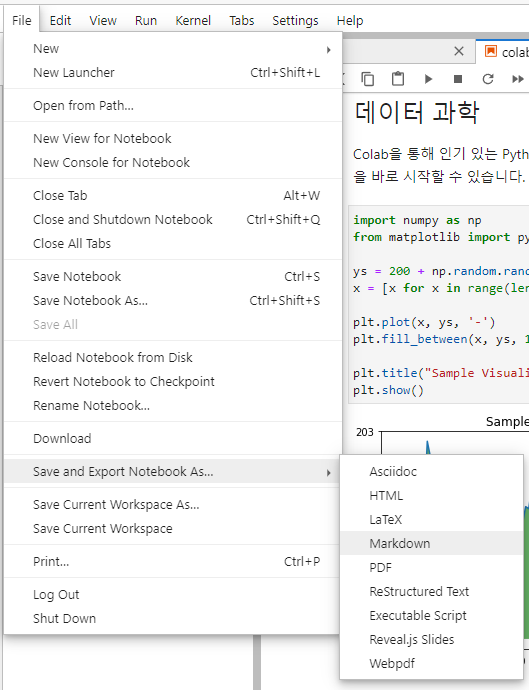 File Edit View Run Kernel Tabs Settings Help
New
New Launcher Ctrl+Shift+L
Open from Path...
New View for Notebook
New Console for Notebook
Close Tab Alt+W
Close and Shutdown Notebook Ctrl+Shift+Q
Close All Tabs
Save Notebook Ctrl+S
Save Notebook As... Ctrl+Shift+S
Save All
Reload Notebook from Disk
Revert Notebook to Checkpoint
Rename Notebook...
Download
Save and Export Notebook As...
Save Current Workspace As...
Save Current Workspace
Print... Ctrl+P
Log Out
Shut Down
Asciidoc
HTML
LaTeX
Markdown
PDF
ReStructured Text
Executable Script
Reveal.js Slides
Webpdf
colab
데이터 과학
Colab을 통해 인기 있는 Pyth
을 바로 시작할 수 있습니다.
import numpy as np
from matplotlib import py
ys = 200 + np.random.rand
x = [x for x in range(len
plt.plot(x, ys, '-')
plt.fill_between(x, ys, 1
plt.title("Sample Visuali
plt.show()
Sample
203